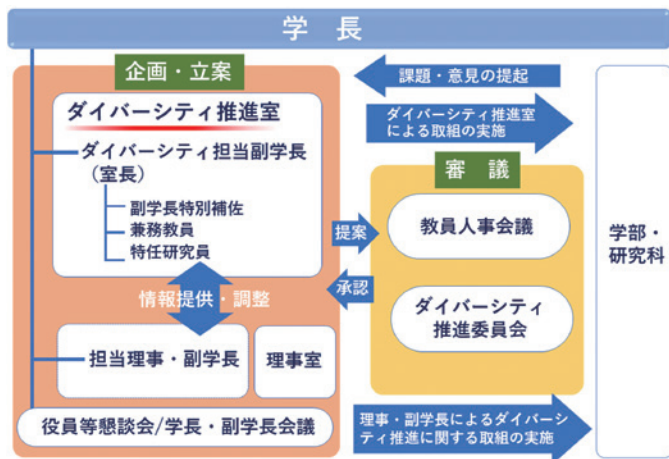 学 長
企画・立案
ダイバーシティ推進室
ダイバーシティ担当副学長
（室長）
副学長特別補佐
兼務教員
特任研究員
情報提供・調整
担当理事・副学長
理事室
役員等懇談会/学長・副学長会議
課題・意見の提起
ダイバーシティ推進室
による取組の実施
審 議
提案
教員人事会議
承認
ダイバーシティ
推進委員会
理事・副学長によるダイバーシ
ティ推進に関する取組の実施
学部・
研究科